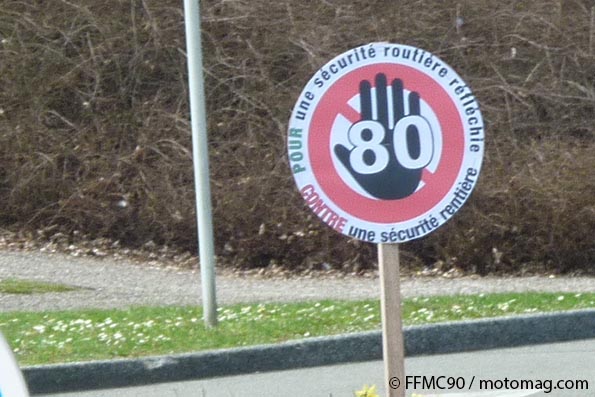 POUR une sécurité routière réfléchie
80
CONTRE une sécurité rentière
© FFMC90 / motomag.com